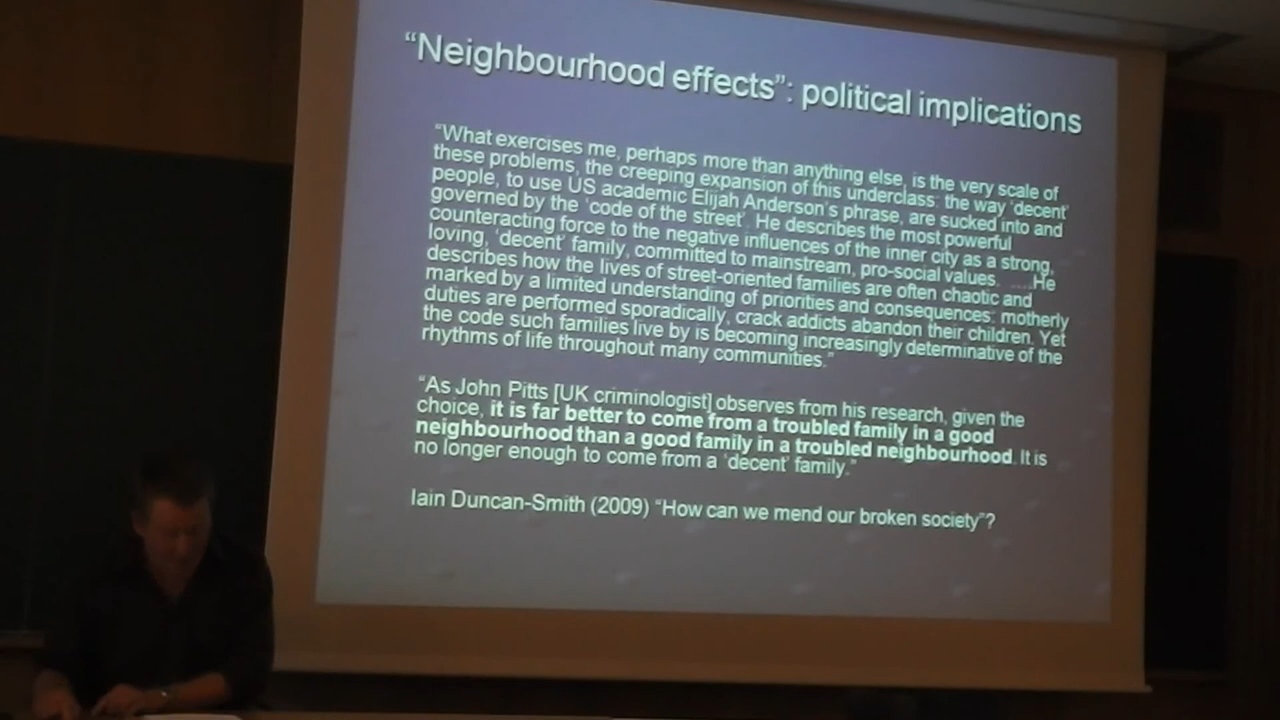 “Neighbourhood effects”: political implications
“What exercises me, perhaps more than anything else, is the very scale of
these problems, the creeping expansion of this underclass: the way ‘decent’
people, to use US academic Elijah Anderson’s phrase, are sucked into and
governed by the ‘code of the street’. He describes the most powerful
counteracting force to the negative influences of the inner city as a strong,
loving, ‘decent’ family, committed to mainstream, pro-social values. ....He
describes how the lives of street-oriented families are often chaotic and
marked by a limited understanding of priorities and consequences: motherly
duties are performed sporadically, crack addicts abandon their children. Yet
the code such families live by is becoming increasingly determinative of the
rhythms of life throughout many communities.”
“As John Pitts [UK criminologist] observes from his research, given the
choice, it is far better to come from a troubled family in a good
neighbourhood than a good family in a troubled neighbourhood. It is
no longer enough to come from a ‘decent’ family.”
Iain Duncan-Smith (2009) “How can we mend our broken society”?